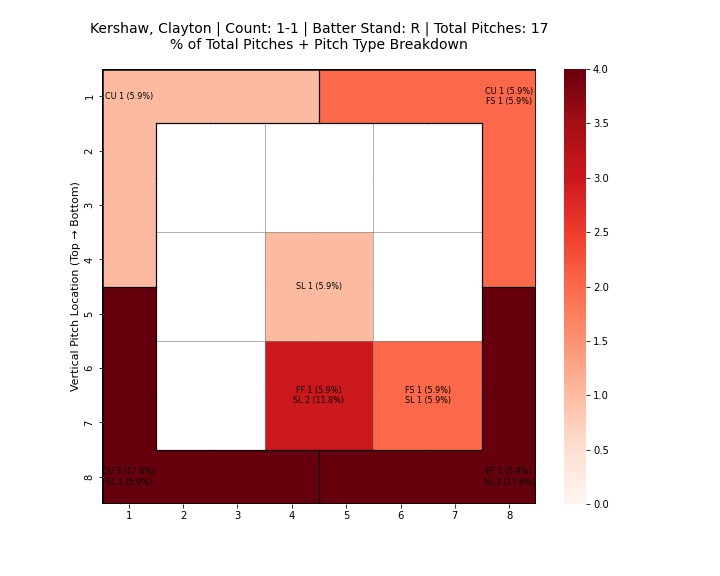 Kershaw, Clayton | Count: 1-1 | Batter Stand: R | Total Pitches: 17
% of Total Pitches + Pitch Type Breakdown
CU 1 (5.9%)
CU 1 (5.9%)
FS 1 (5.9%)
SL 1 (5.9%)
FF 1 (5.9%)
SL 2 (11.8%)
FS 1 (5.9%)
SL 1 (5.9%)
CU 3 (17.6%)
SL 1 (5.9%)
FF 1 (5.9%)
SL 3 (17.6%)
Vertical Pitch Location (Top → Bottom)
1
2
3
4
5
6
7
8
1 2 3 4 5 6 7 8
4.0
3.5
3.0
2.5
2.0
1.5
1.0
0.5
0.0